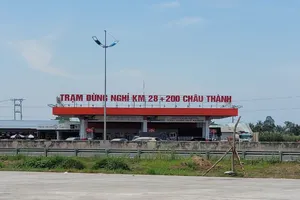 TRẠM DỪNG NGHỈ KM 28+200 CHÂU THÀNH